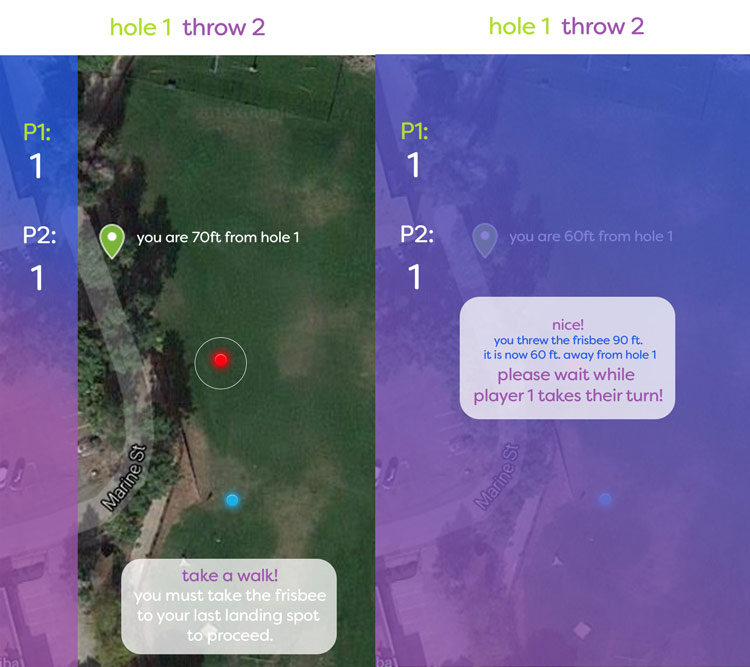 hole 1 throw 2
P1:
1
P2:
1
you are 70ft from hole 1
Marine St
take a walk!
you must take the frisbee
to your last landing spot
to proceed.
hole 1 throw 2
P1:
1
P2:
1
you are 60ft from hole 1
nice!
you threw the frisbee 90 ft.
it is now 60 ft. away from hole 1
please wait while
player 1 takes their turn!
Marine St